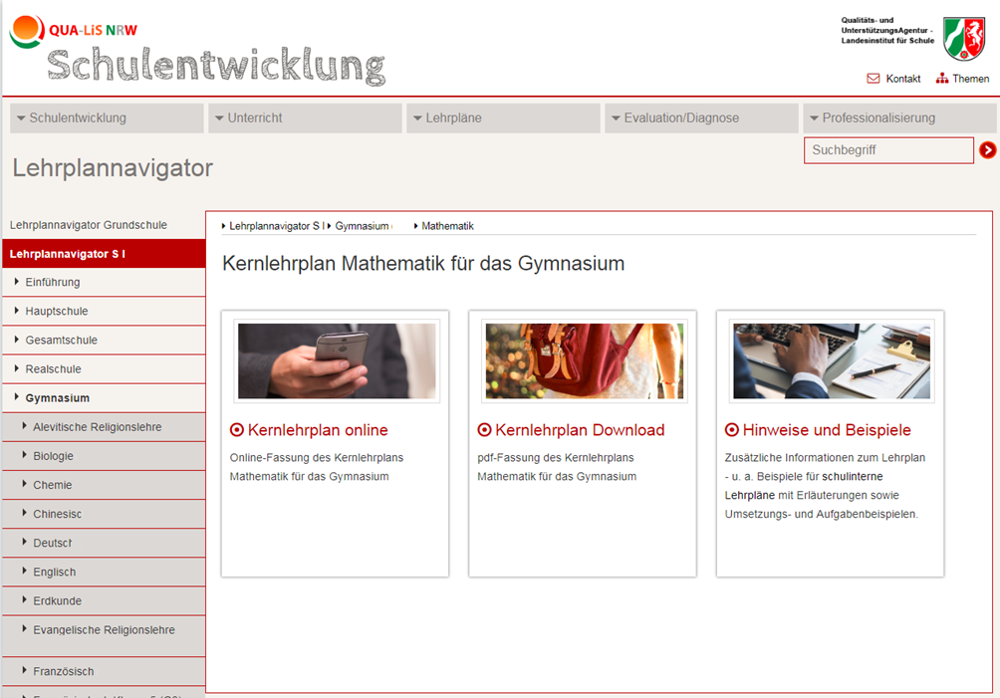 QUA-LiS NRW
Schulentwicklung
Qualitäts- und
UnterstützungsAgentur -
Landesinstitut für Schule
Kontakt
Themen
Schulentwicklung
Unterricht
Lehrpläne
Evaluation/Diagnose
Professionalisierung
Suchbegriff
Lehrplannavigator
Lehrplannavigator Grundschule
Lehrplannavigator S I
Einführung
Hauptschule
Gesamtschule
Realschule
Gymnasium
Alevitische Religionslehre
Biologie
Chemie
Chinesisc
Deutsch
Englisch
Erdkunde
Evangelische Religionslehre
Französisch
Lehrplannavigator S I Gymnasium Mathematik
Kernlehrplan Mathematik für das Gymnasium
Kernlehrplan online
Online-Fassung des Kernlehrplans
Mathematik für das Gymnasium
Kernlehrplan Download
pdf-Fassung des Kernlehrplans
Mathematik für das Gymnasium
Hinweise und Beispiele
Zusätzliche Informationen zum Lehrplan
- u. a. Beispiele für schulinterne
Lehrpläne mit Erläuterungen sowie
Umsetzungs- und Aufgabenbeispielen.